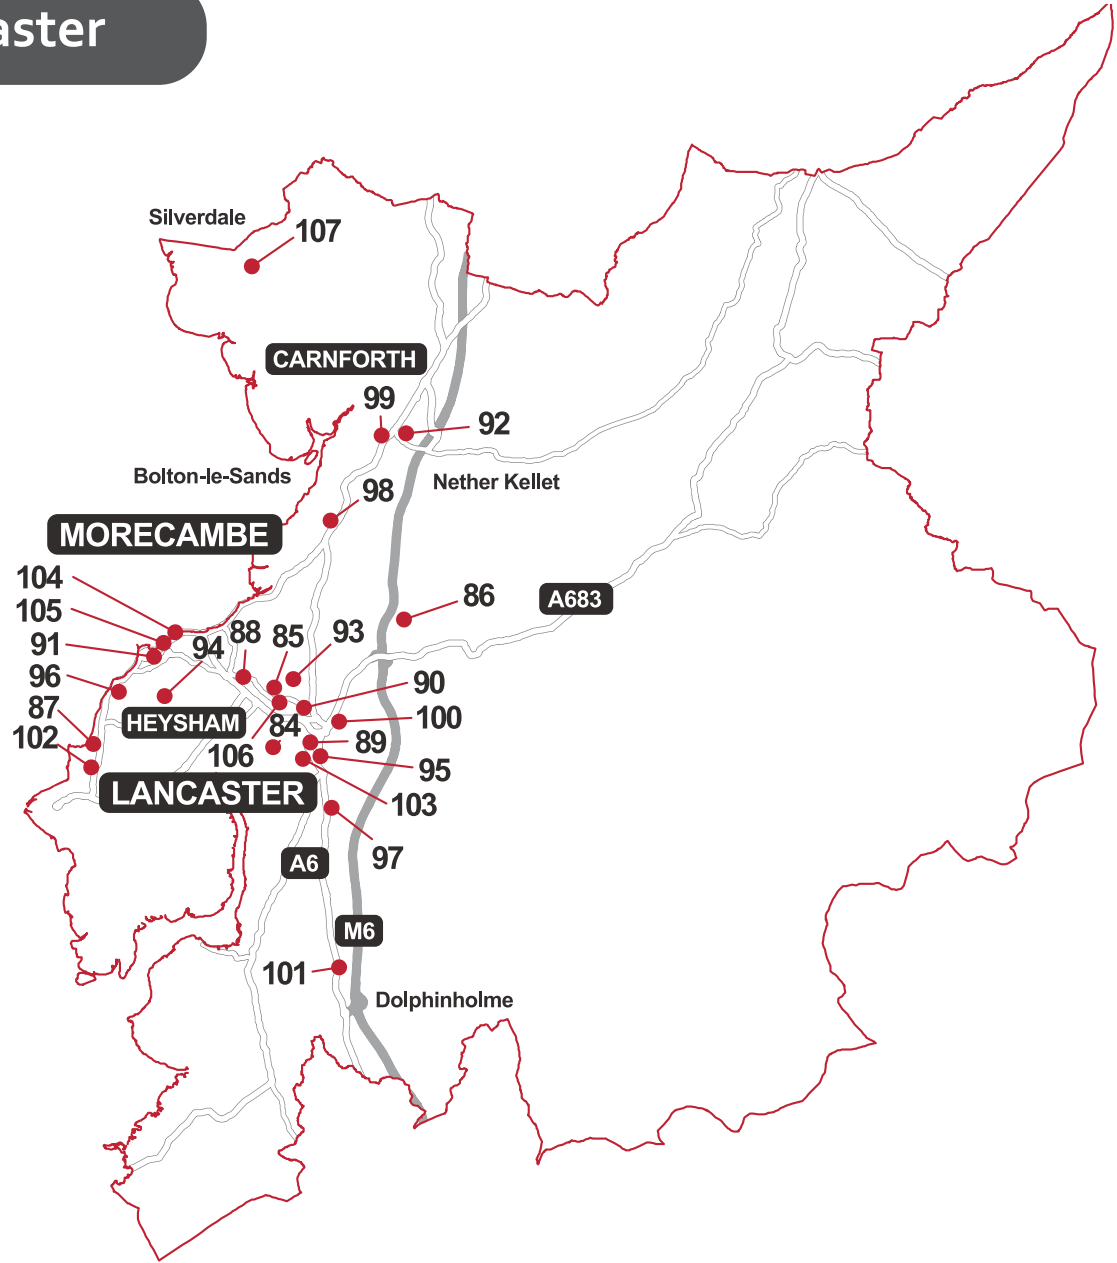 aster
Silverdale
107
CARNFORTH
99
92
Bolton-le-Sands
Nether Kellet
98
MORECAMBE
104
86
A683
105
91
94
88
85
93
96
90
87
HEYSHAM
84
100
102
106
89
95
LANCASTER
103
97
A6
M6
101
Dolphinholme